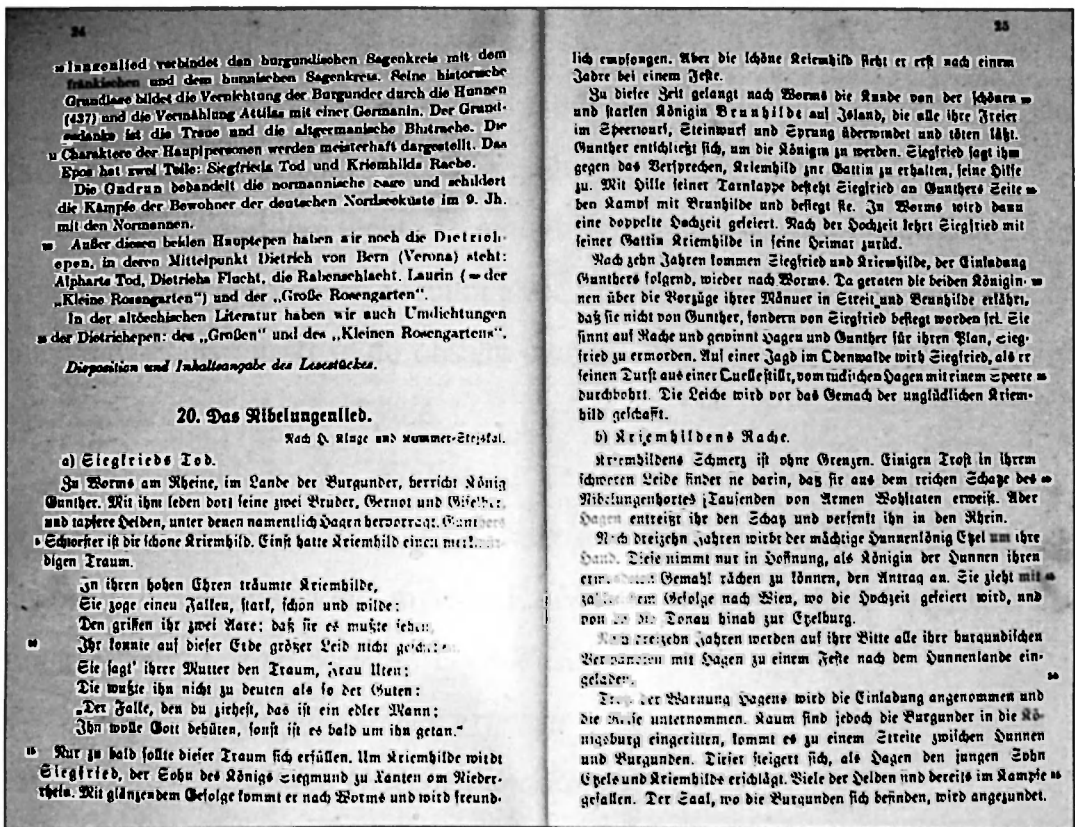 24
lungenlied verbindet den burgundischen Sagenkreis mit dem
fränkischen und dem hunnischen Sagenkreis. Seine historische
Grundlage bildet die Vernichtung der Burgunder durch die Hunnen
(437) und die Vermählung Attilas mit einer Germanin. Der Grund-
gedanke ist die Treue und die altgermanische Blutrache. Die
Charaktere der Hauptpersonen werden meisterhaft dargestellt. Das
Epos hat zwei Teile: Siegfrieds Tod und Kriemhilds Rache.
Die Gudrun behandelt die normannische Sage und schildert
die Kämpfe der Bewohner der deutschen Nordseeküste im 9. Jh.
mit den Normannen.
Außer diesen beiden Hauptepen haben wir noch die Dietrich-
epen, in deren Mittelpunkt Dietrich von Bern (Verona) steht:
Alpharts Tod, Dietrichs Flucht, die Rabenschlacht, Laurin (= der
„Kleine Rosengarten") und der „Große Rosengarten".
In der altčechischen Literatur haben wir auch Umdichtungen
der Dietrichepen: des „Großen" und des „Kleinen Rosengartens".
Disposition und Inhaltsangabe des Lesestückes.
20. Das Nibelungenlied.
Nach H. Kluge und Kummer-Stejskal.
a) Siegfrieds Tod.
Zu Worms am Rheine, im Lande der Burgunder, herrscht König
Gunther. Mit ihm leben dort seine zwei Brüder, Gernot und Giselher,
und tapfere Helden, unter denen namentlich Hagen hervorragt. Gunthers
5 Schwester ist die schöne Kriemhild. Einst hatte Kriemhild einen
digen Traum.
In ihren hohen Ehren träumte Kriemhilde,
Sie zöge einen Falken, stark, schön und wilde;
Den griffen ihr zwei Aare: daß sie es mußte sehen,
10 Ihr konnte auf dieser Erde größer Leid nicht
Sie sagt' ihrer Mutter den Traum, Frau Uten;
Die wußte ihn nicht zu deuten als so der Guten:
„Der Falke, den du ziehest, das ist ein edler Mann;
Ihn wolle Gott behüten, sonst ist es bald um ihn getan."
15 Nur zu bald sollte dieser Traum sich erfüllen. Um Kriemhilde wirbt
Siegfried, der Sohn des Königs Siegmund zu Xanten am Nieder-
rhein. Mit glänzendem Gefolge kommt er nach Worms und wird freund-
25
lich empfangen. Aber die schöne Kriemhild sieht er erst nach einem
Jahre bei einem Feste.
Zu dieser Zeit gelangt nach Worms die Kunde von der schönen 20
und starken Königin Brunhilde auf Island, die alle ihre Freier
im Speerwurf, Steinwurf und Sprung überwindet und töten läßt.
Gunther entschließt sich, um die Königin zu werben. Siegfried sagt ihm
gegen das Versprechen, Kriemhild zur Gattin zu erhalten, seine Hilfe
zu. Mit Hilfe seiner Tarnkappe besteht Siegfried an Gunthers Seite
den Kampf mit Brunhilde und besiegt sie. In Worms wird dann
eine doppelte Hochzeit gefeiert. Nach der Hochzeit kehrt Siegfried mit
seiner Gattin Kriemhilde in seine Heimat zurück.
Nach zehn Jahren kommen Siegfried und Kriemhilde, der Einladung
Gunthers folgend, wieder nach Worms. Da geraten die beiden Königin-
nen über die Vorzüge ihrer Männer in Streit und Brunhilde erfährt,
daß sie nicht von Gunther, sondern von Siegfried besiegt worden sei. Sie
sinnt auf Rache und gewinnt Hagen und Gunther für ihren Plan, Sieg-
fried zu ermorden. Auf einer Jagd im Odenwalde wird Siegfried, als er
seinen Durst aus einer Quelle stillt, vom tückischen Hagen mit einem Speere
durchbohrt. Die Leiche wird vor das Gemach der unglücklichen Kriem-
hild geschafft.
b) Kriemhildens Rache.
Kriemhildens Schmerz ist ohne Grenzen. Einigen Trost in ihrem
schweren Leide findet sie darin, daß sie aus dem reichen Schatze des
Nibelungenhortes Tausenden von Armen Wohltaten erweist. Aber
Hagen entreißt ihr den Schatz und versenkt ihn in den Rhein.
Nach dreizehn Jahren wirbt der mächtige Hunnenkönig Etzel um ihre
Hand. Diese nimmt nur in Hoffnung, als Königin der Hunnen ihren
ermordeten Gemahl rächen zu können, den Antrag an. Sie zieht mit
zahlreichem Gefolge nach Wien, wo die Hochzeit gefeiert wird, und
von da die Donau hinab zur Etzelburg.
Nach dreizehn Jahren werden auf ihre Bitte alle ihre burgundischen
Verwandten mit Hagen zu einem Feste nach dem Hunnenlande ein-
geladen.
Trotz der Warnung Hagens wird die Einladung angenommen und
die Reise unternommen. Kaum sind jedoch die Burgunder in die Kö-
nigsburg eingeritten, kommt es zu einem Streite zwischen Hunnen
und Burgunden. Dieser steigert sich, als Hagen den jungen Sohn
Etzels und Kriemhilds erschlägt. Viele der Helden sind bereits im Kampfe
gefallen. Der Saal, wo die Burgunden sich befinden, wird angezündet.